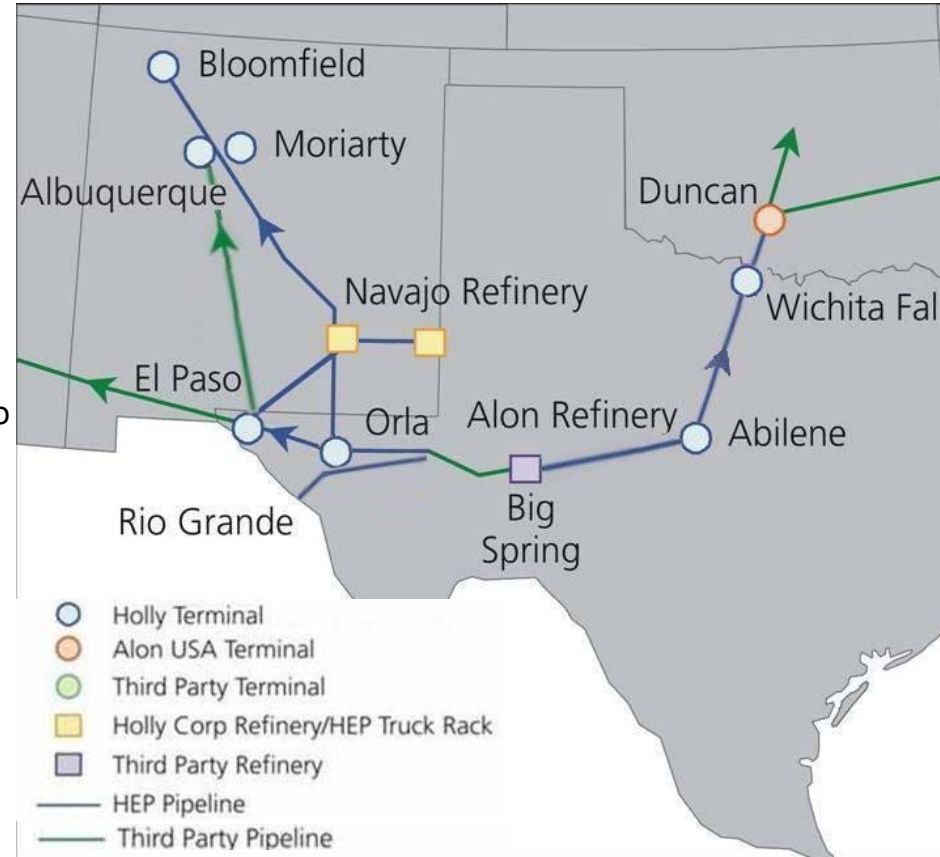 Bloomfield
Moriarty
Albuquerque
Duncan
Navajo Refinery
Wichita Fal
El Paso
o
Orla
Alon Refinery
Abilene
Rio Grande
Big
Spring
Holly Terminal
Alon USA Terminal
Third Party Terminal
Holly Corp Refinery/HEP Truck Rack
Third Party Refinery
HEP Pipeline
Third Party Pipeline